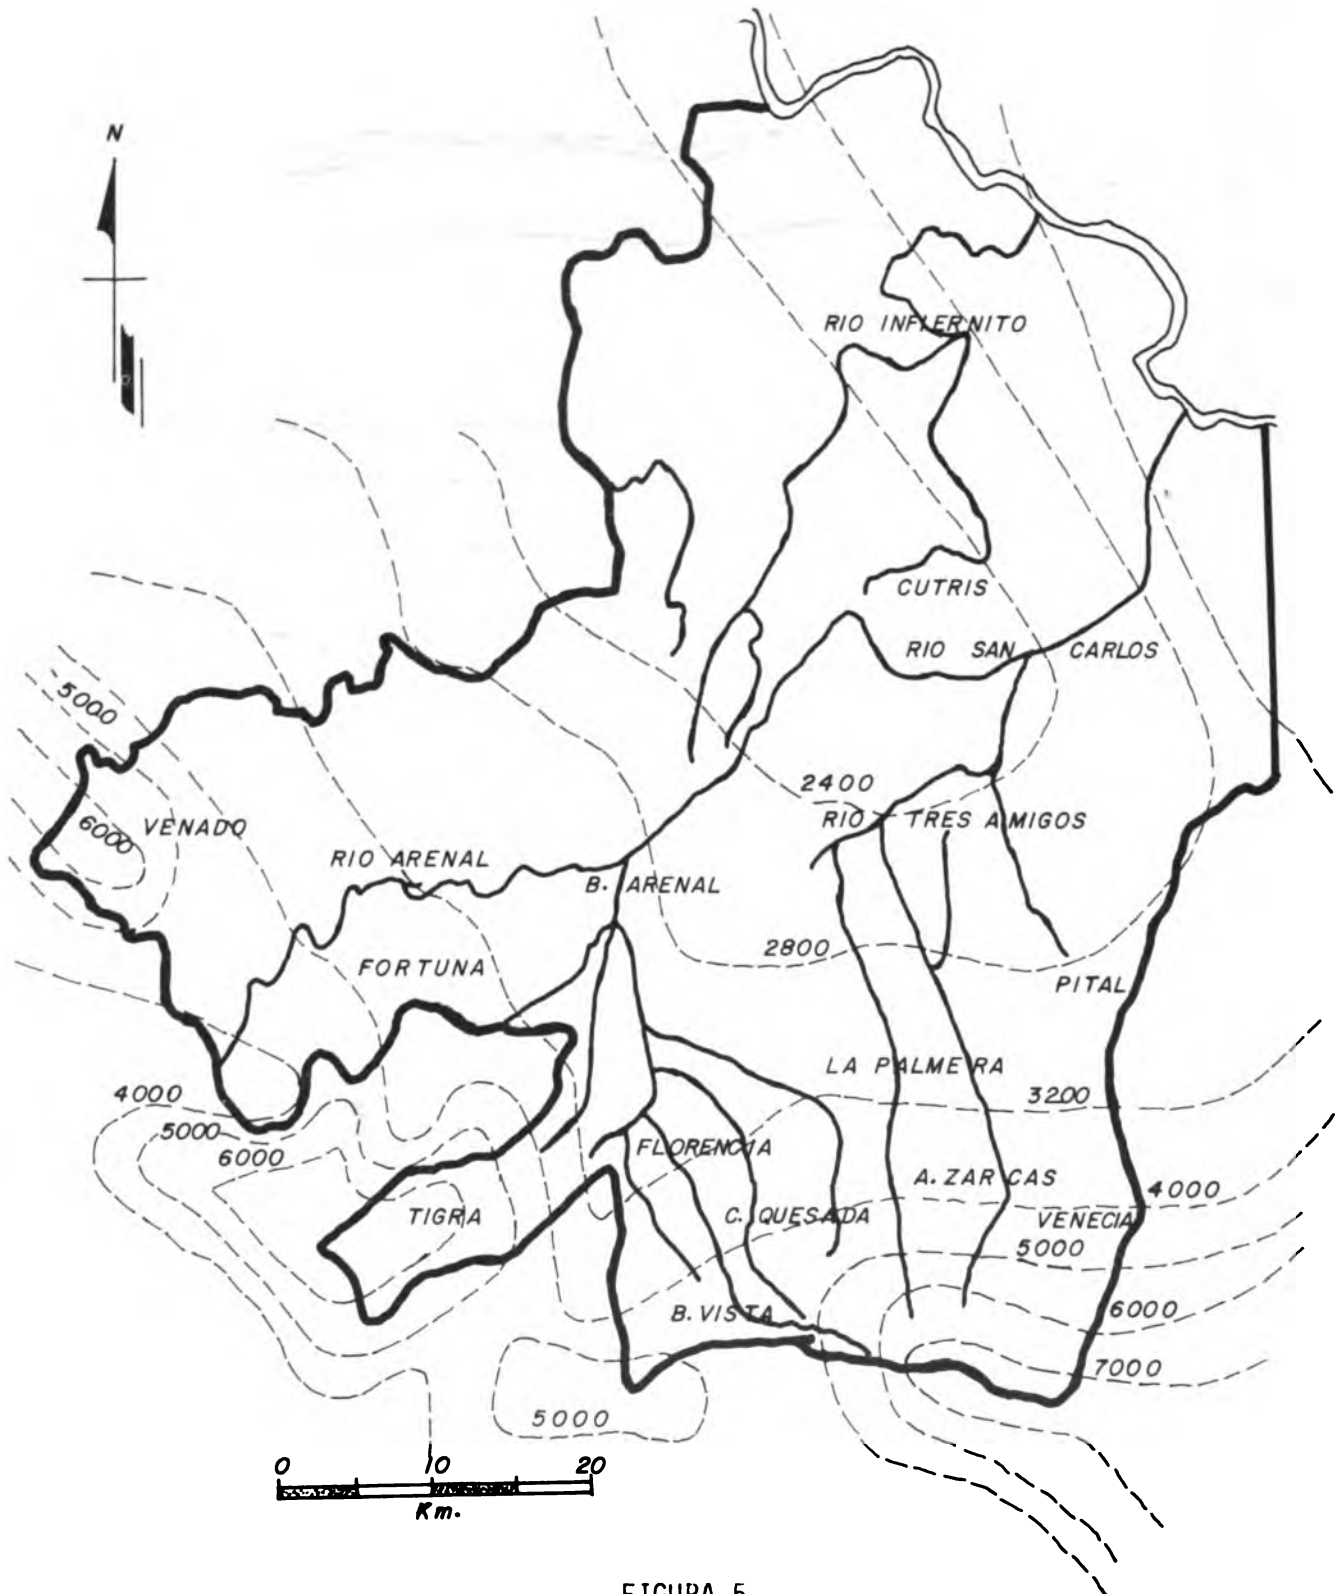 N
RIO INFIERNITO
CUTRIS
RIO SAN CARLOS
5000
2400
6000
VENADO
RIO TRES AMIGOS
RIO ARENAL
B. ARENAL
2800
FORTUNA
PITAL
LA PALMERA
4000
3200
5000
6000
FLORENCIA
A. ZARCAS
4000
TIGRA
C. QUESADA
VENECIA
5000
B. VISTA
6000
7000
5000
0 10 20
Km.
FIGURA 5